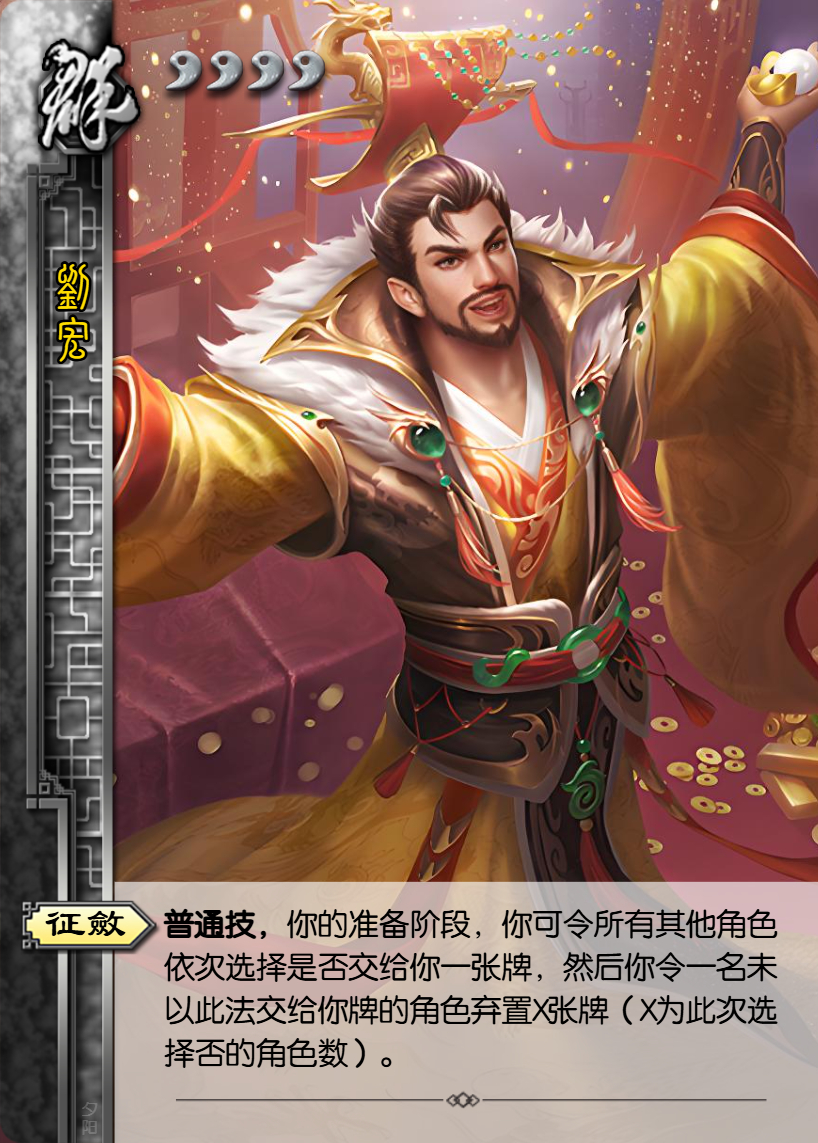 群
劉宏
征斂
普通技，你的准备阶段，你可令所有其他角色
依次选择是否交给你一张牌，然后你令一名未
以此法交给你牌的角色弃置X张牌（X为此次选
择否的角色数）。
夕阳